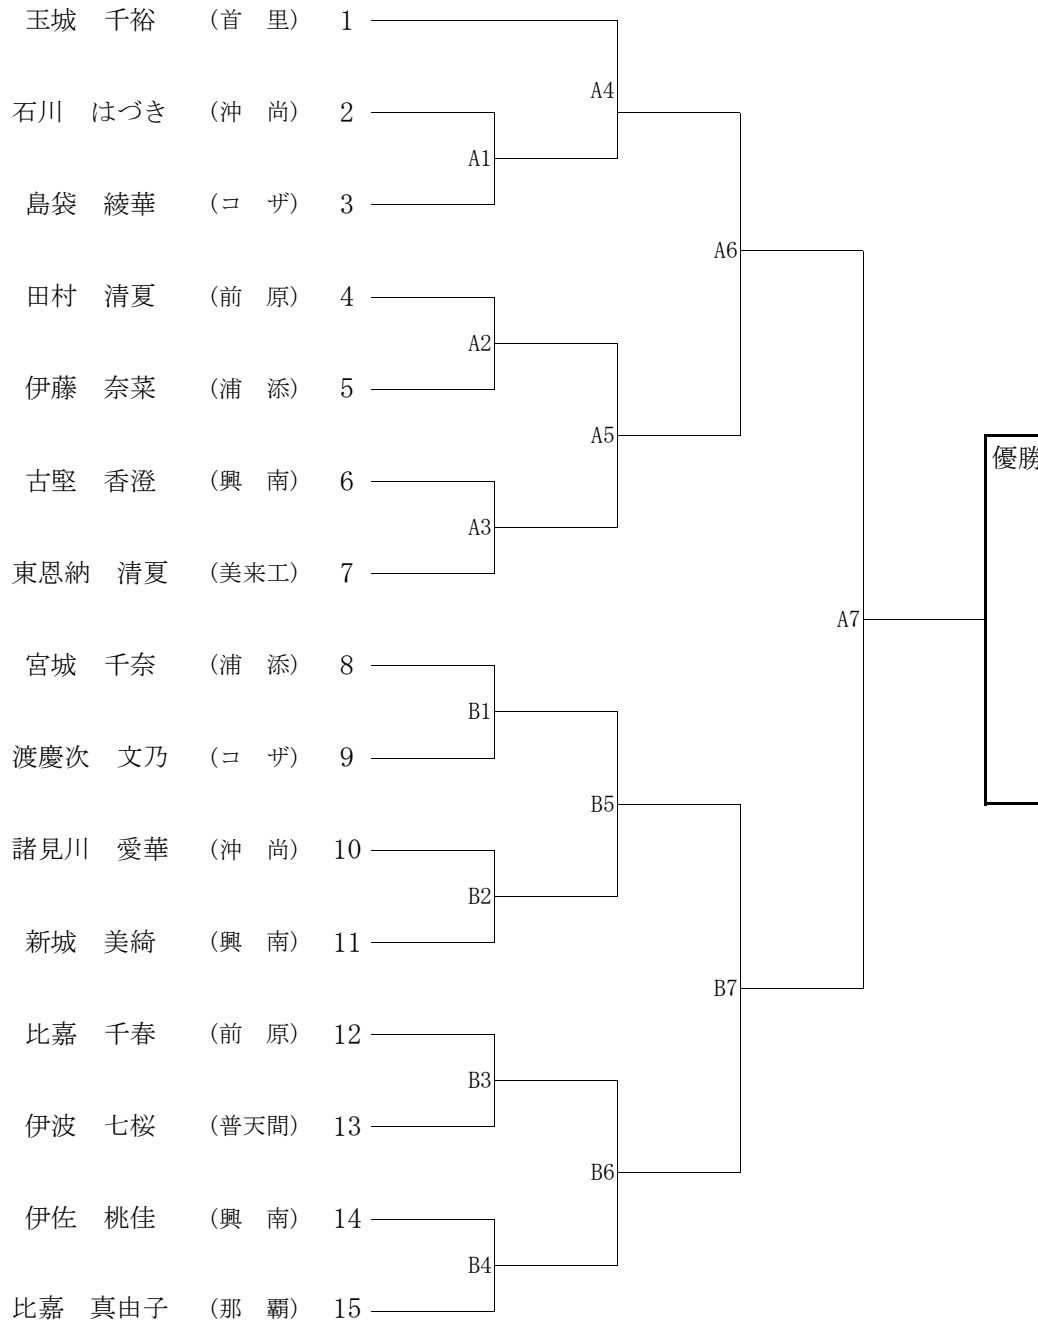 玉城　千裕　(首　里)　1
A4
石川　はづき　(沖　尚)　2
A1
島袋　綾華　(コ　ザ)　3
A6
田村　清夏　(前　原)　4
A2
伊藤　奈菜　(浦　添)　5
A5
優勝
古堅　香澄　(興　南)　6
A3
東恩納　清夏　(美来工)　7
A7
宮城　千奈　(浦　添)　8
B1
渡慶次　文乃　(コ　ザ)　9
B5
諸見川　愛華　(沖　尚)　10
B2
新城　美綺　(興　南)　11
B7
比嘉　千春　(前　原)　12
B3
伊波　七桜　(普天間)　13
B6
伊佐　桃佳　(興　南)　14
B4
比嘉　真由子　(那　覇)　15